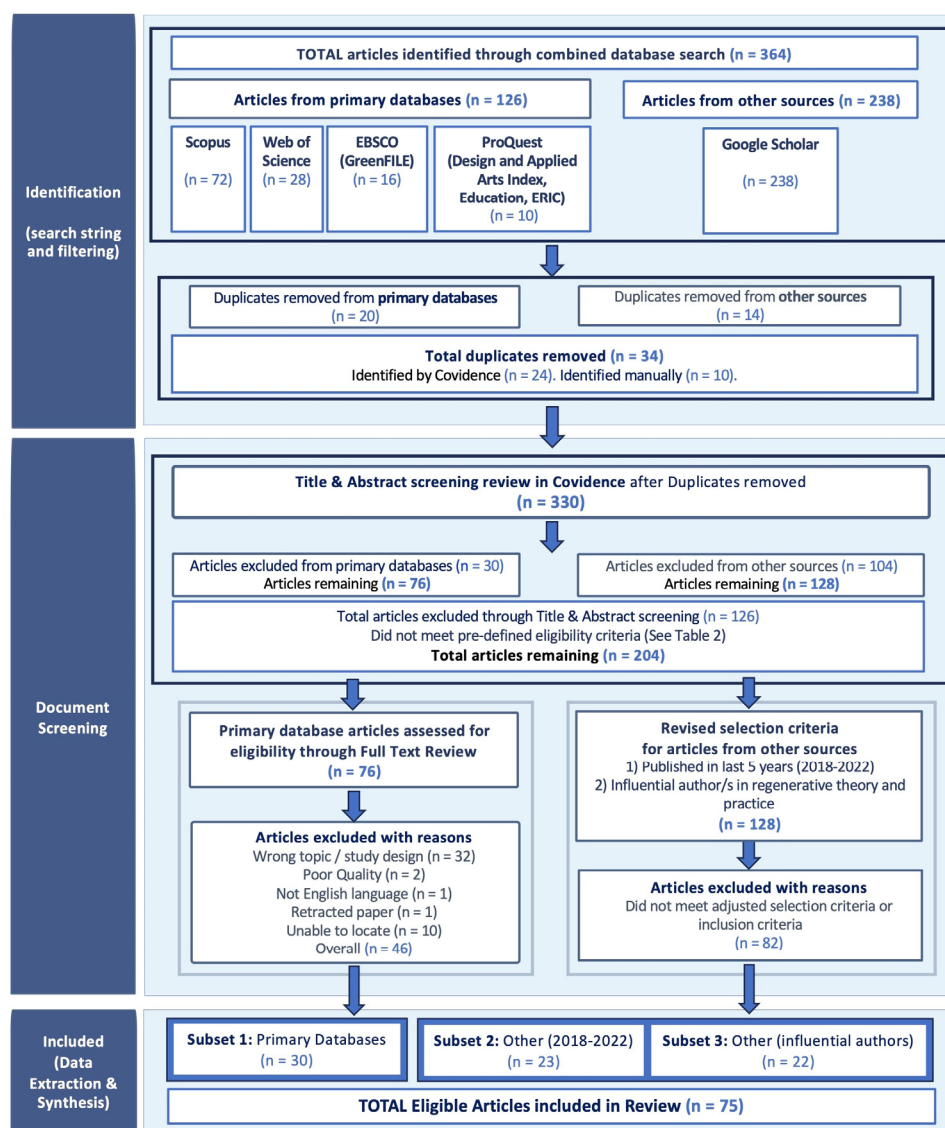 Identification
(search string
and filtering)
TOTAL articles identified through combined database search (n = 364)
Articles from primary databases (n = 126)
Articles from other sources (n = 238)
Scopus
(n = 72)
Web of
Science
(n = 28)
EBSCO
(GreenFILE)
(n = 16)
ProQuest
(Design and Applied
Arts Index,
Education, ERIC)
(n = 10)
Google Scholar
(n = 238)
Duplicates removed from primary databases
(n = 20)
Duplicates removed from other sources
(n = 14)
Total duplicates removed (n = 34)
Identified by Covidence (n = 24). Identified manually (n = 10).
Document
Screening
Title & Abstract screening review in Covidence after Duplicates removed
(n = 330)
Articles excluded from primary databases (n = 30)
Articles remaining (n = 76)
Articles excluded from other sources (n = 104)
Articles remaining (n = 128)
Total articles excluded through Title & Abstract screening (n = 126)
Did not meet pre-defined eligibility criteria (See Table 2)
Total articles remaining (n = 204)
Primary database articles assessed for
eligibility through Full Text Review
(n = 76)
Articles excluded with reasons
Wrong topic / study design (n = 32)
Poor Quality (n = 2)
Not English language (n = 1)
Retracted paper (n = 1)
Unable to locate (n = 10)
Overall (n = 46)
Revised selection criteria
for articles from other sources
1) Published in last 5 years (2018-2022)
2) Influential author/s in regenerative theory and
practice
(n = 128)
Articles excluded with reasons
Did not meet adjusted selection criteria or
inclusion criteria
(n = 82)
Included
(Data
Extraction &
Synthesis)
Subset 1: Primary Databases
(n = 30)
Subset 2: Other (2018-2022)
(n = 23)
Subset 3: Other (influential authors)
(n = 22)
TOTAL Eligible Articles included in Review (n = 75)